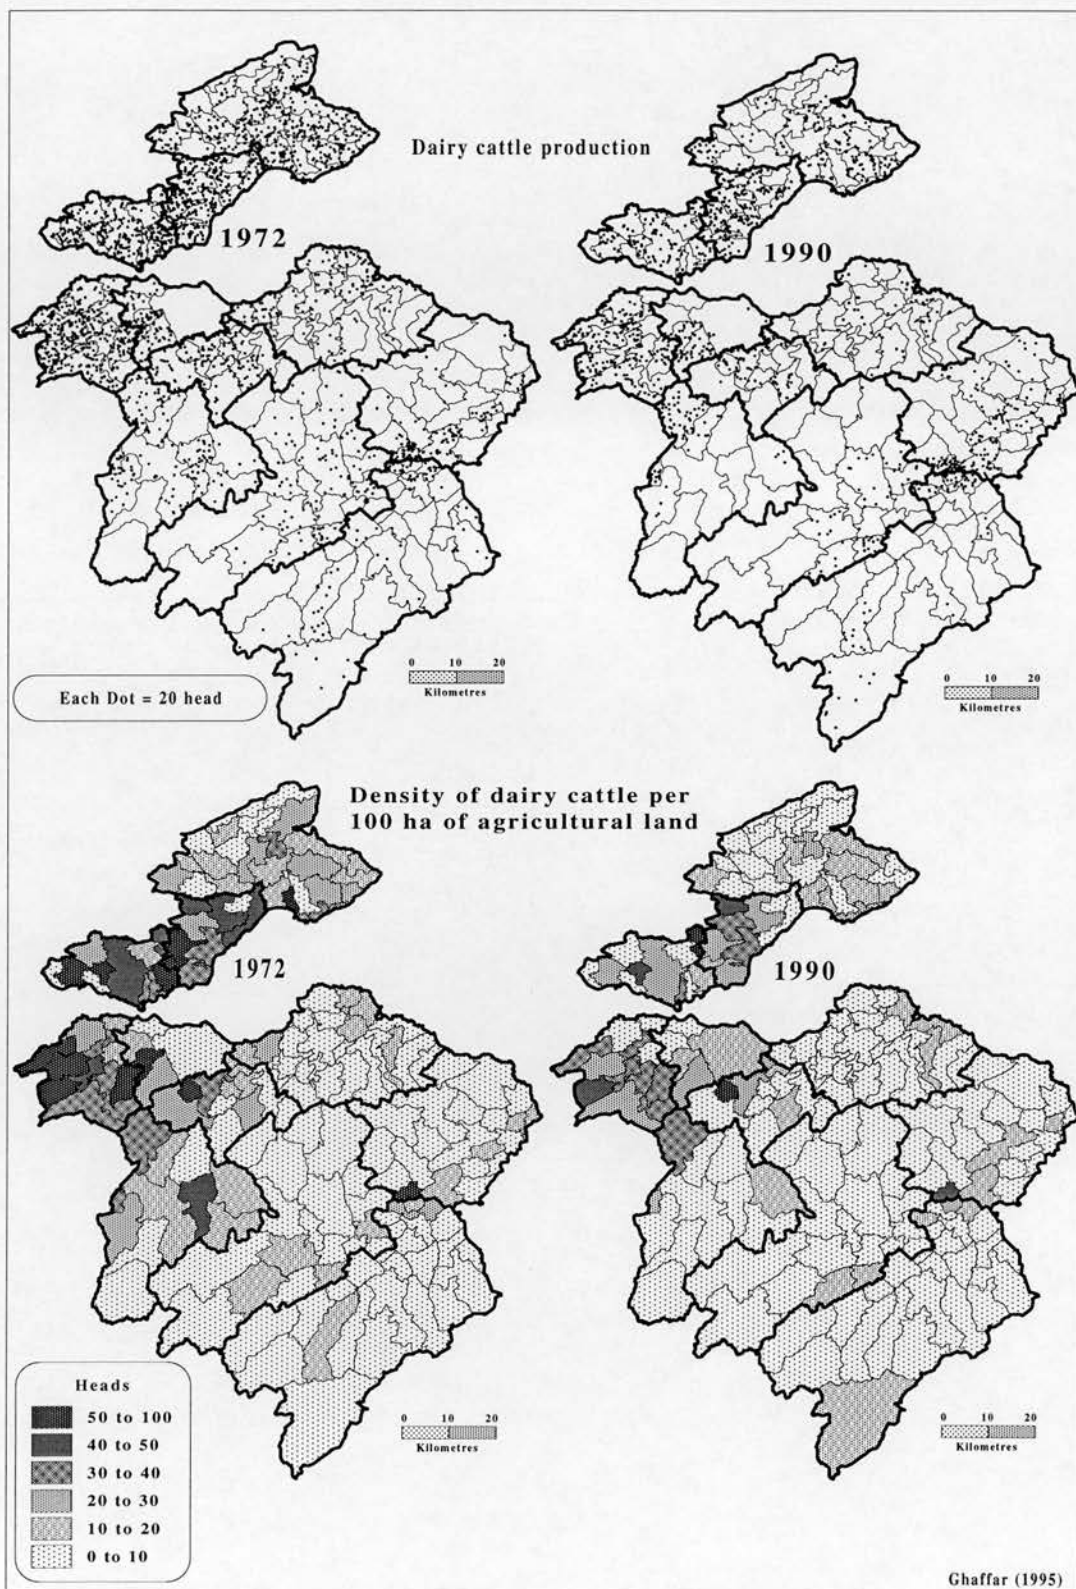 Dairy cattle production
1972
1990
0 10 20
Kilometres
0 10 20
Kilometres
Each Dot = 20 head
Density of dairy cattle per
100 ha of agricultural land
1972
1990
Heads
50 to 100
40 to 50
30 to 40
20 to 30
10 to 20
0 to 10
0 10 20
Kilometres
0 10 20
Kilometres
Ghaffar (1995)